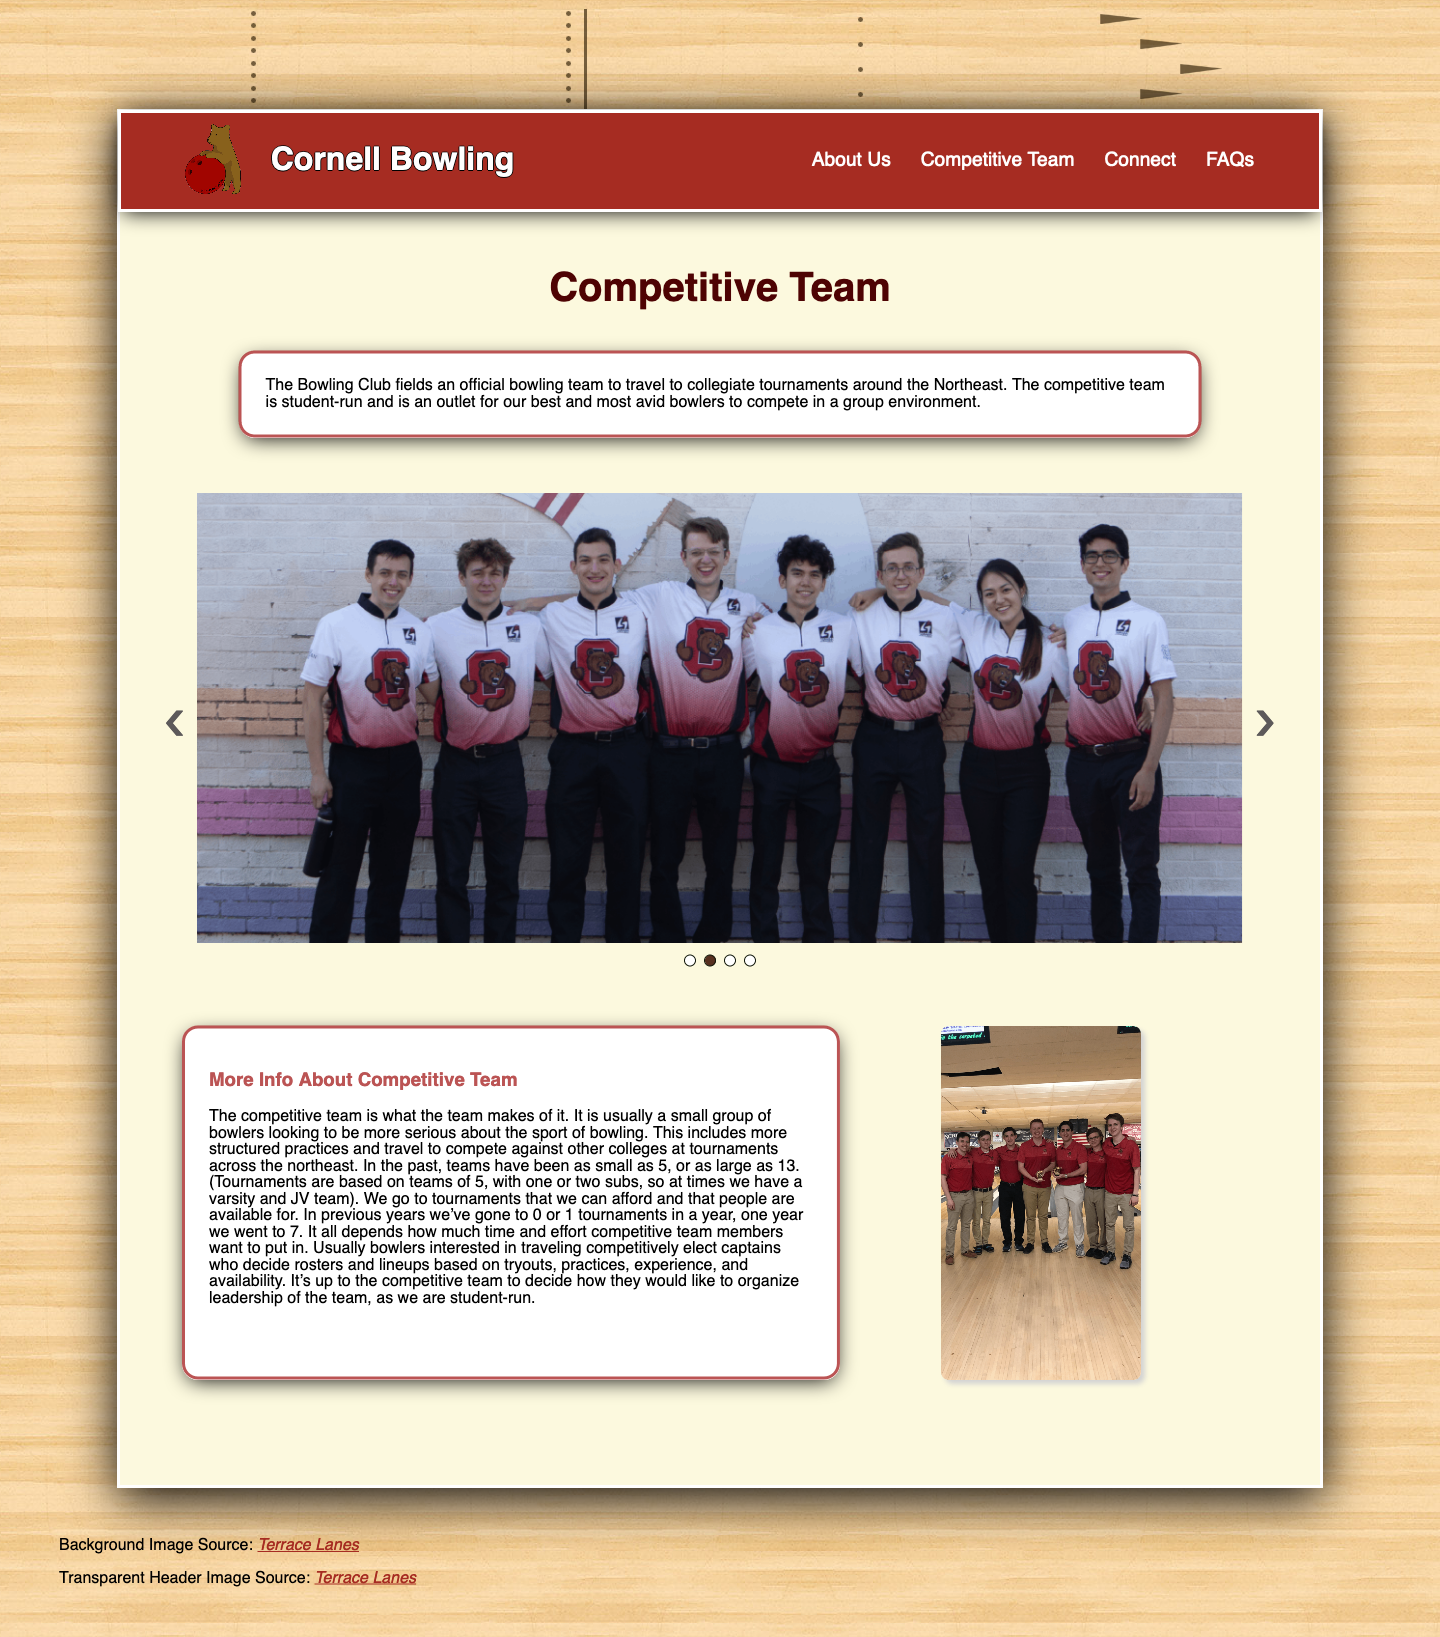 Cornell Bowling
About Us Competitive Team Connect FAQs
Competitive Team
The Bowling Club fields an official bowling team to travel to collegiate tournaments around the Northeast. The competitive team
is student-run and is an outlet for our best and most avid bowlers to compete in a group environment.
C C C C C C C C
‹
›
More Info About Competitive Team
The competitive team is what the team makes of it. It is usually a small group of
bowlers looking to be more serious about the sport of bowling. This includes more
structured practices and travel to compete against other colleges at tournaments
across the northeast. In the past, teams have been as small as 5, or as large as 13.
(Tournaments are based on teams of 5, with one or two subs, so at times we have a
varsity and JV team). We go to tournaments that we can afford and that people are
available for. In previous years we’ve gone to 0 or 1 tournaments in a year, one year
we went to 7. It all depends how much time and effort competitive team members
want to put in. Usually bowlers interested in traveling competitively elect captains
who decide rosters and lineups based on tryouts, practices, experience, and
availability. It’s up to the competitive team to decide how they would like to organize
leadership of the team, as we are student-run.
Background Image Source: Terrace Lanes
Transparent Header Image Source: Terrace Lanes